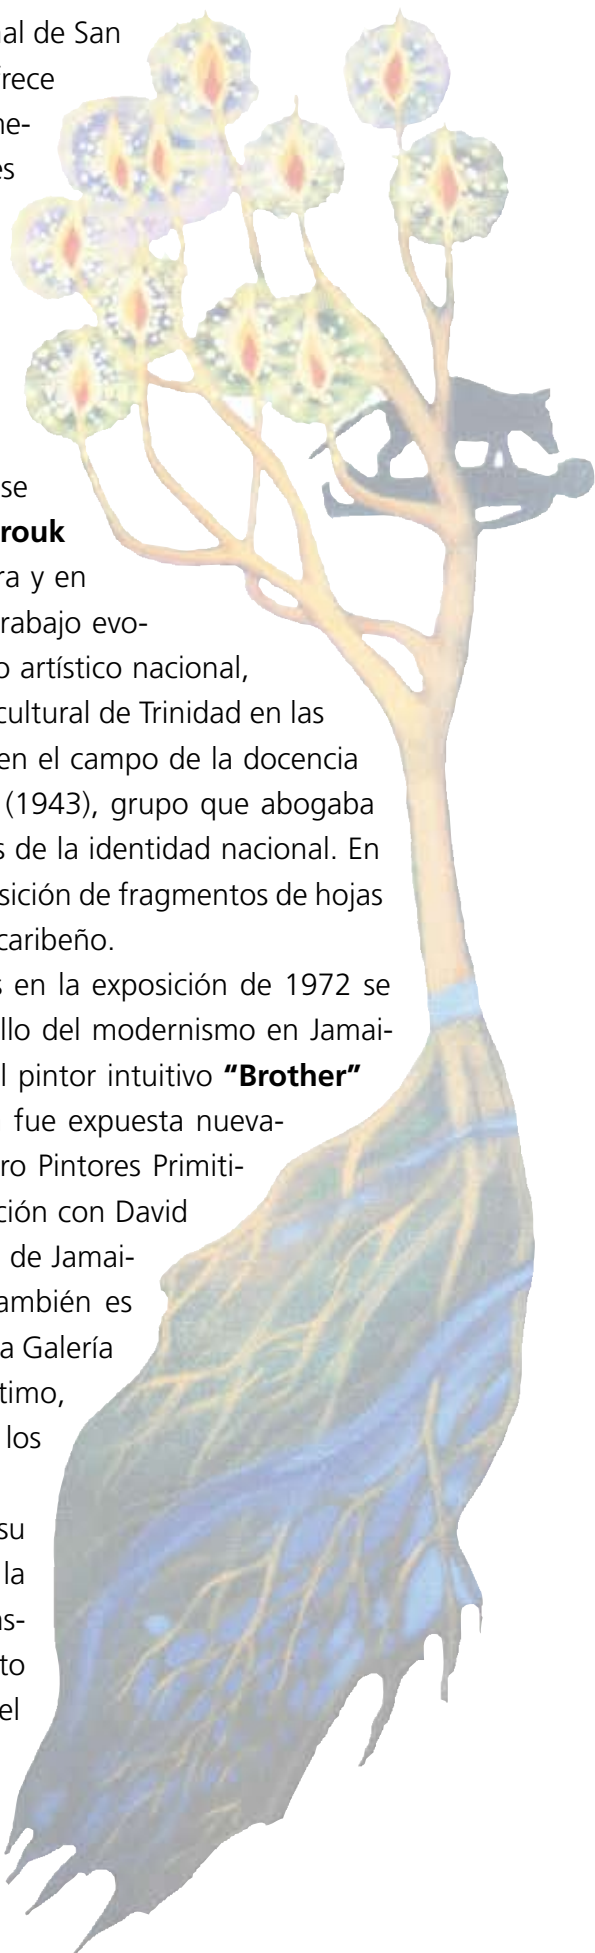 nal de San
rece
ne-
es
se
rouk
ra y en
rabajo evo-
o artístico nacional,
cultural de Trinidad en las
en el campo de la docencia
(1943), grupo que abogaba
s de la identidad nacional. En
sición de fragmentos de hojas
caribeño.
s en la exposición de 1972 se
llo del modernismo en Jamai-
l pintor intuitivo “Brother”
fue expuesta nueva-
ro Pintores Primiti-
ción con David
de Jamai-
ambién es
a Galería
timo,
los
su
la
ns-
to
el